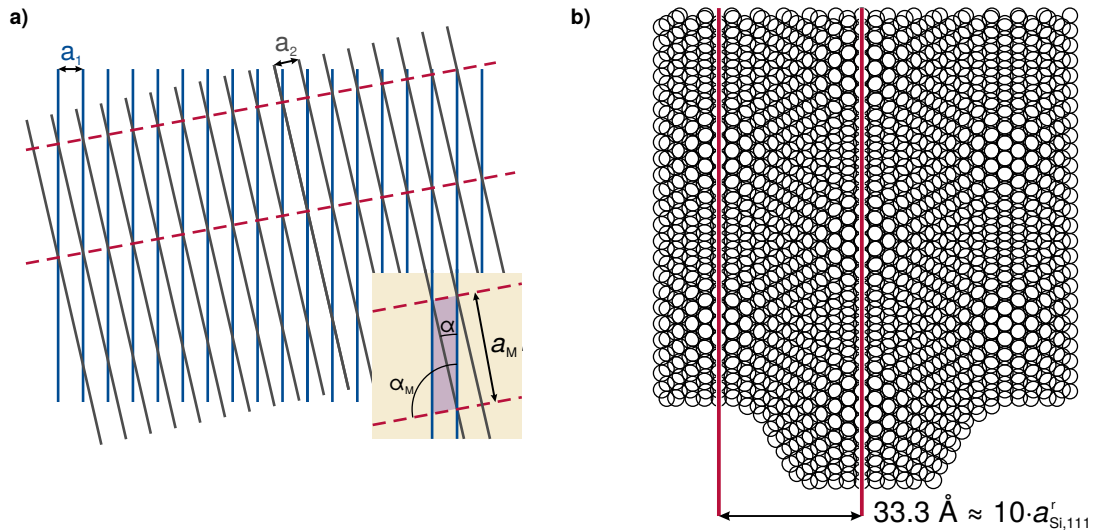 a)
a₁
a₂
α
aₘ
αₘ
b)
33.3 Å ≈ 10·aʳSi,111